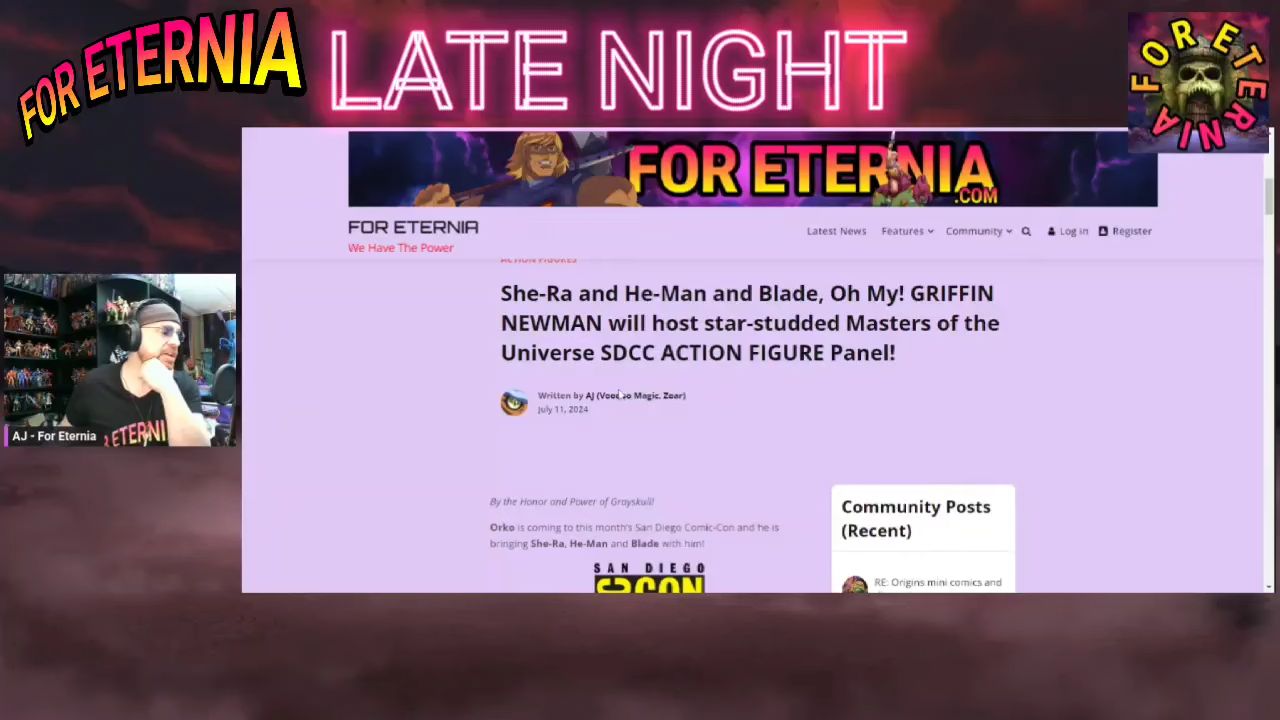 FOR ETERNIA
LATE NIGHT
FOR ETERNIA
FOR ETERNIA
.COM
FOR ETERNIA
We Have The Power
Latest News
Features
Community
Log in
Register
ACTION FIGURES
She-Ra and He-Man and Blade, Oh My! GRIFFIN
NEWMAN will host star-studded Masters of the
Universe SDCC ACTION FIGURE Panel!
Written by AJ (Voodoo Magic, Zoar)
July 11, 2024
By the Honor and Power of Grayskull!
Orko is coming to this month's San Diego Comic-Con and he is
bringing She-Ra, He-Man and Blade with him!
SAN DIEGO
Community Posts
(Recent)
RE: Origins mini comics and
AJ - For Eternia